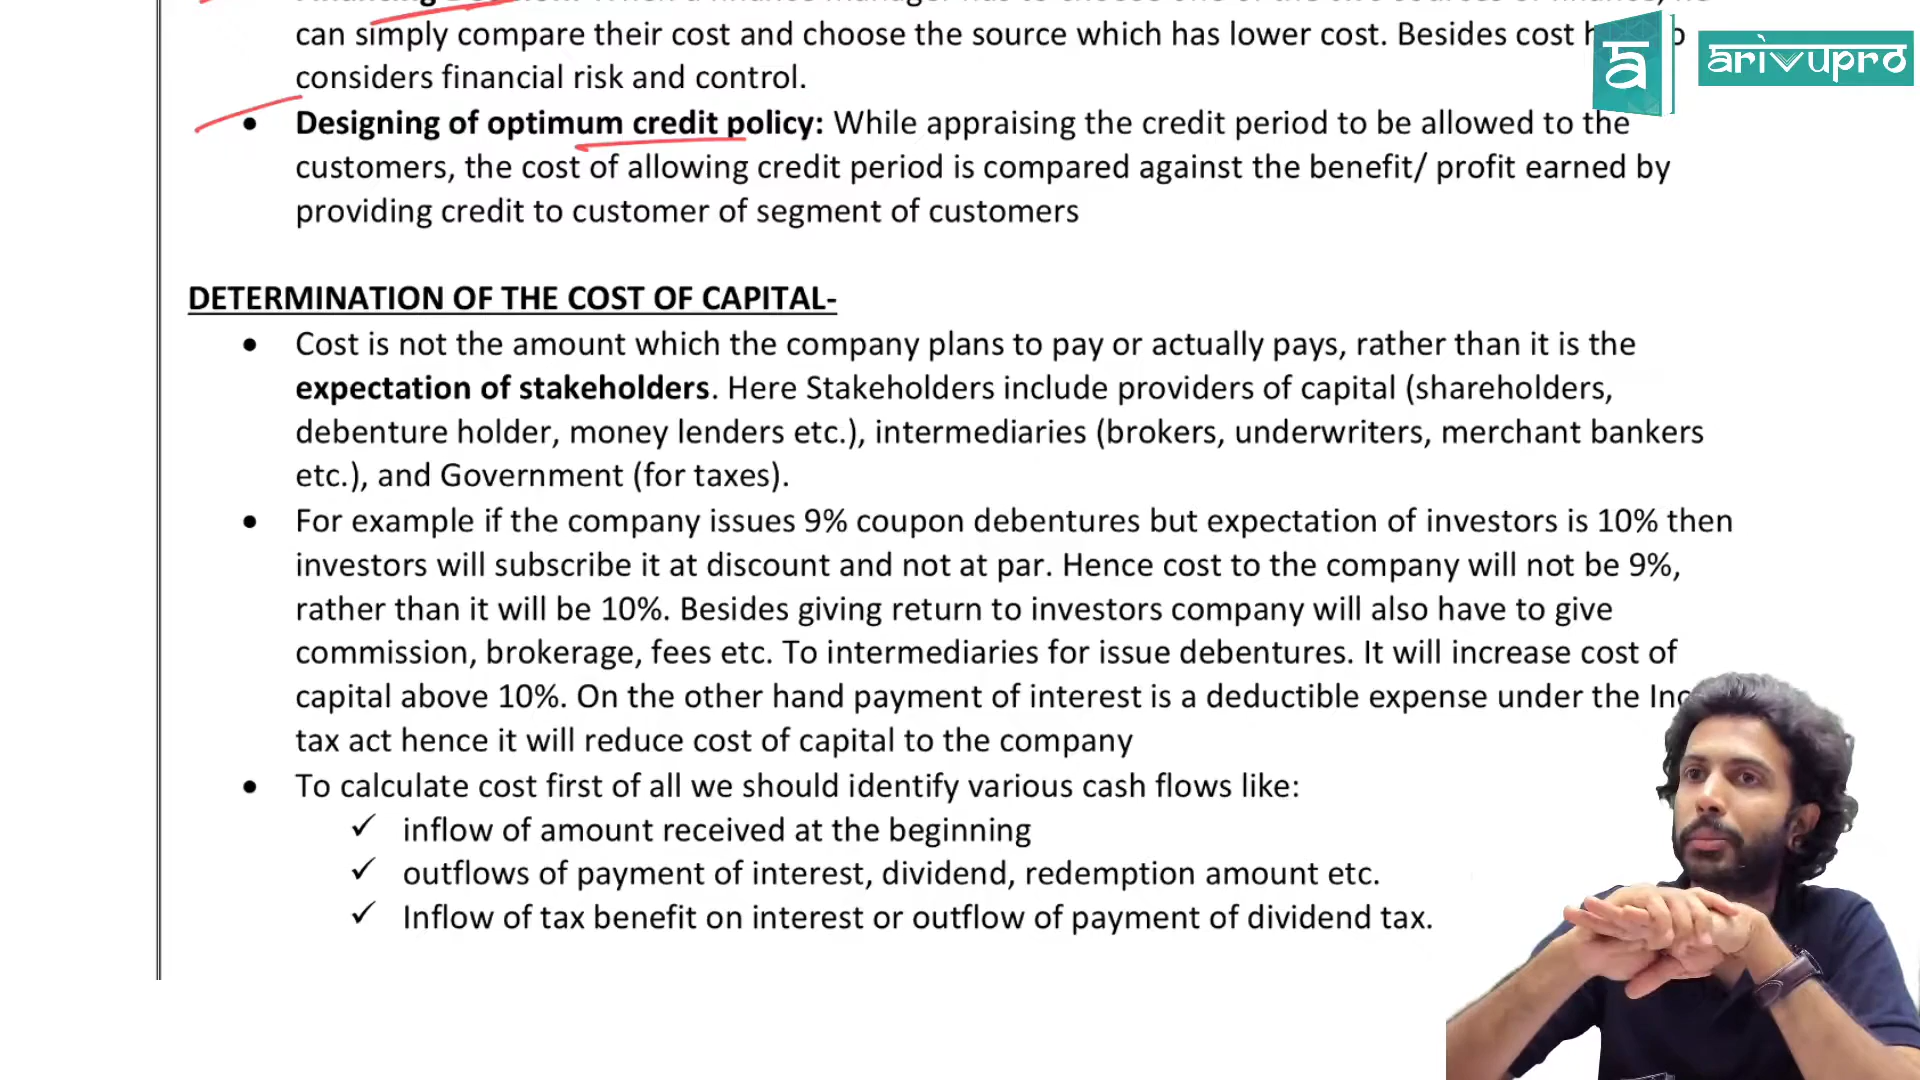 can simply compare their cost and choose the source which has lower cost. Besides cost
considers financial risk and control.
• Designing of optimum credit policy: While appraising the credit period to be allowed to the
customers, the cost of allowing credit period is compared against the benefit/ profit earned by
providing credit to customer of segment of customers
DETERMINATION OF THE COST OF CAPITAL-
• Cost is not the amount which the company plans to pay or actually pays, rather than it is the
expectation of stakeholders. Here Stakeholders include providers of capital (shareholders,
debenture holder, money lenders etc.), intermediaries (brokers, underwriters, merchant bankers
etc.), and Government (for taxes).
• For example if the company issues 9% coupon debentures but expectation of investors is 10% then
investors will subscribe it at discount and not at par. Hence cost to the company will not be 9%,
rather than it will be 10%. Besides giving return to investors company will also have to give
commission, brokerage, fees etc. To intermediaries for issue debentures. It will increase cost of
capital above 10%. On the other hand payment of interest is a deductible expense under the
tax act hence it will reduce cost of capital to the company
• To calculate cost first of all we should identify various cash flows like:
✓ inflow of amount received at the beginning
✓ outflows of payment of interest, dividend, redemption amount etc.
✓ Inflow of tax benefit on interest or outflow of payment of dividend tax.
arivupro